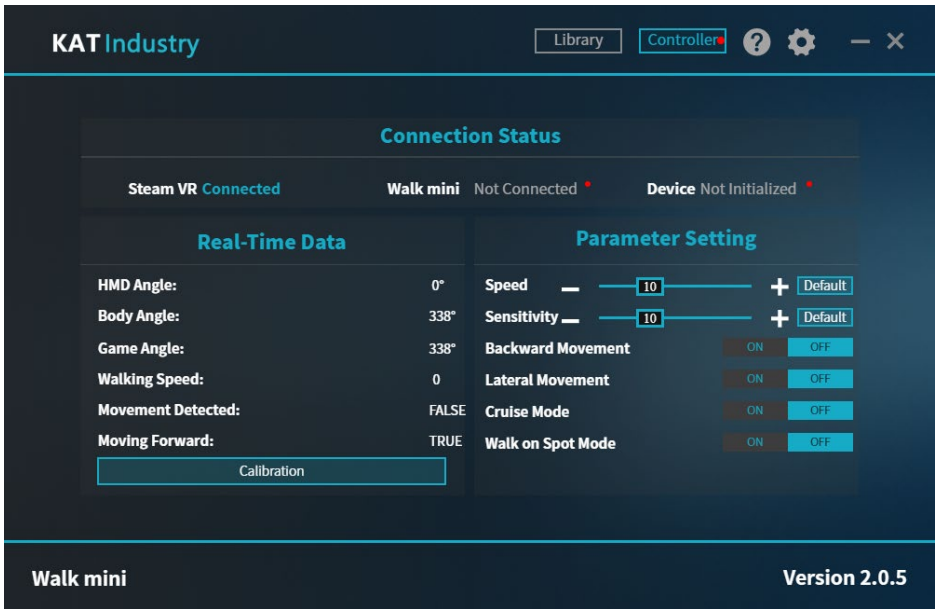 KAT Industry
Library
Controller
?
Connection Status
Steam VR Connected
Walk mini Not Connected
Device Not Initialized
Real-Time Data
HMD Angle: 0°
Body Angle: 338°
Game Angle: 338°
Walking Speed: 0
Movement Detected: FALSE
Moving Forward: TRUE
Calibration
Parameter Setting
Speed 10 Default
Sensitivity 10 Default
Backward Movement ON OFF
Lateral Movement ON OFF
Cruise Mode ON OFF
Walk on Spot Mode ON OFF
Walk mini
Version 2.0.5